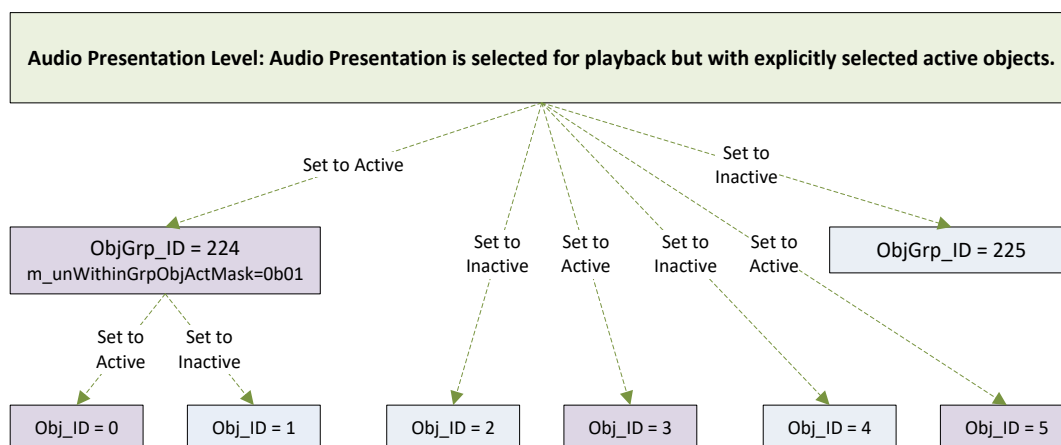 Audio Presentation Level: Audio Presentation is selected for playback but with explicitly selected active objects.
Set to Active
Set to
Inactive
ObjGrp_ID = 224
m_unWithinGrpObjActMask=0b01
Set to
Inactive
Set to
Active
Set to
Inactive
Set to
Active
ObjGrp_ID = 225
Set to
Active
Set to
Inactive
Obj_ID = 0
Obj_ID = 1
Obj_ID = 2
Obj_ID = 3
Obj_ID = 4
Obj_ID = 5